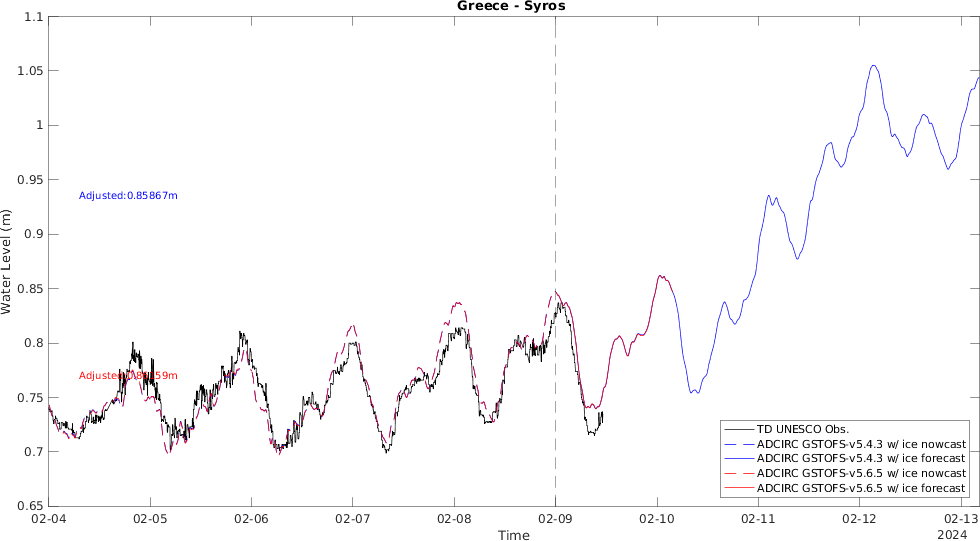 Greece - Syros
1.1
1.05
1
0.95
0.9
0.85
0.8
0.75
0.7
0.65
Water Level (m)
Adjusted:0.85867m
TD UNESCO Obs.
ADCIRC GSTOFS-v5.4.3 w/ ice nowcast
ADCIRC GSTOFS-v5.4.3 w/ ice forecast
ADCIRC GSTOFS-v5.6.5 w/ ice nowcast
ADCIRC GSTOFS-v5.6.5 w/ ice forecast
02-04 02-05 02-06 02-07 02-08 02-09 02-10 02-11 02-12 02-13
Time
2024